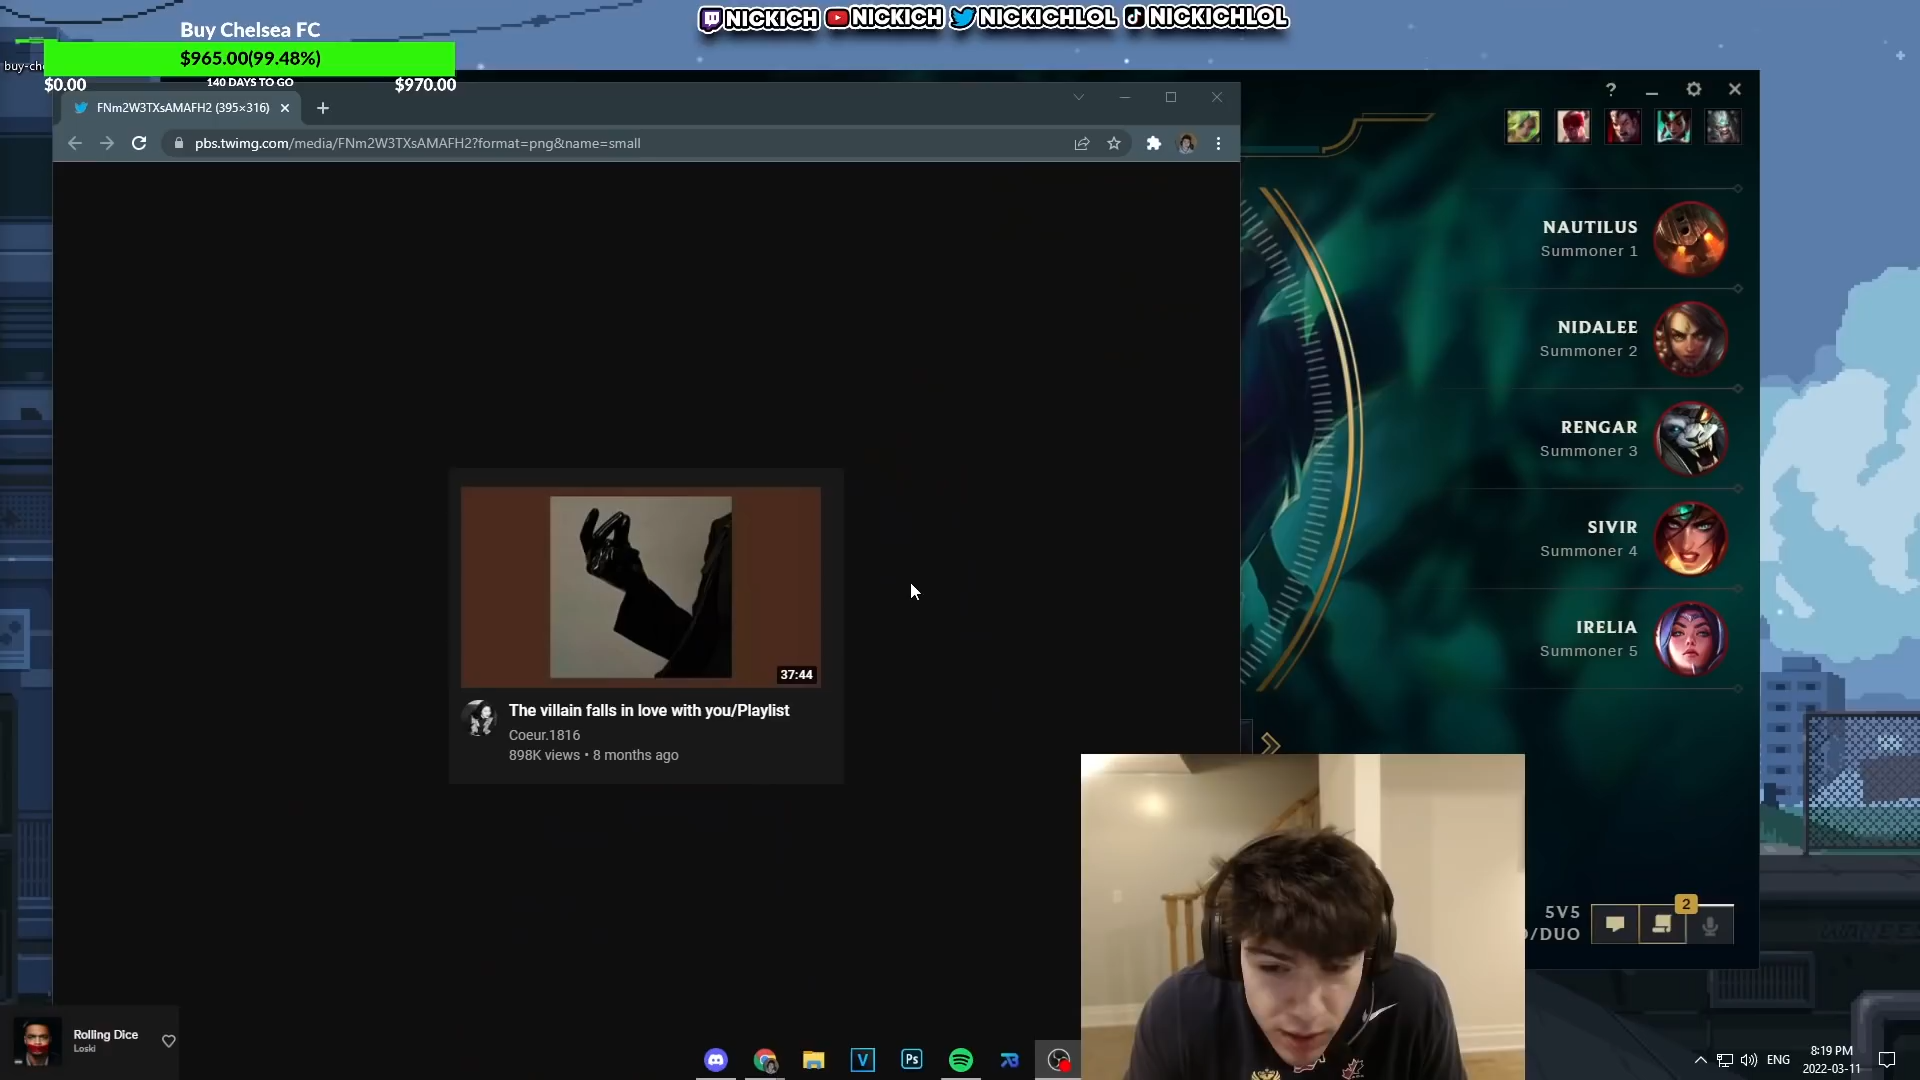 NICKICH NICKICH NICKICHLOL NICKICHLOL
Buy Chelsea FC
$965.00(99.48%)
$0.00 140 DAYS TO GO $970.00
FNm2W3TXsAMAFH2 (395×316)
pbs.twimg.com/media/FNm2W3TXsAMAFH2?format=png&name=small
37:44
The villain falls in love with you/Playlist
Coeur.1816
898K views • 8 months ago
NAUTILUS
Summoner 1
NIDALEE
Summoner 2
RENGAR
Summoner 3
SIVIR
Summoner 4
IRELIA
Summoner 5
2
5V5
/DUO
Rolling Dice
Loski
V
Ps
ENG
8:19 PM
2022-03-11